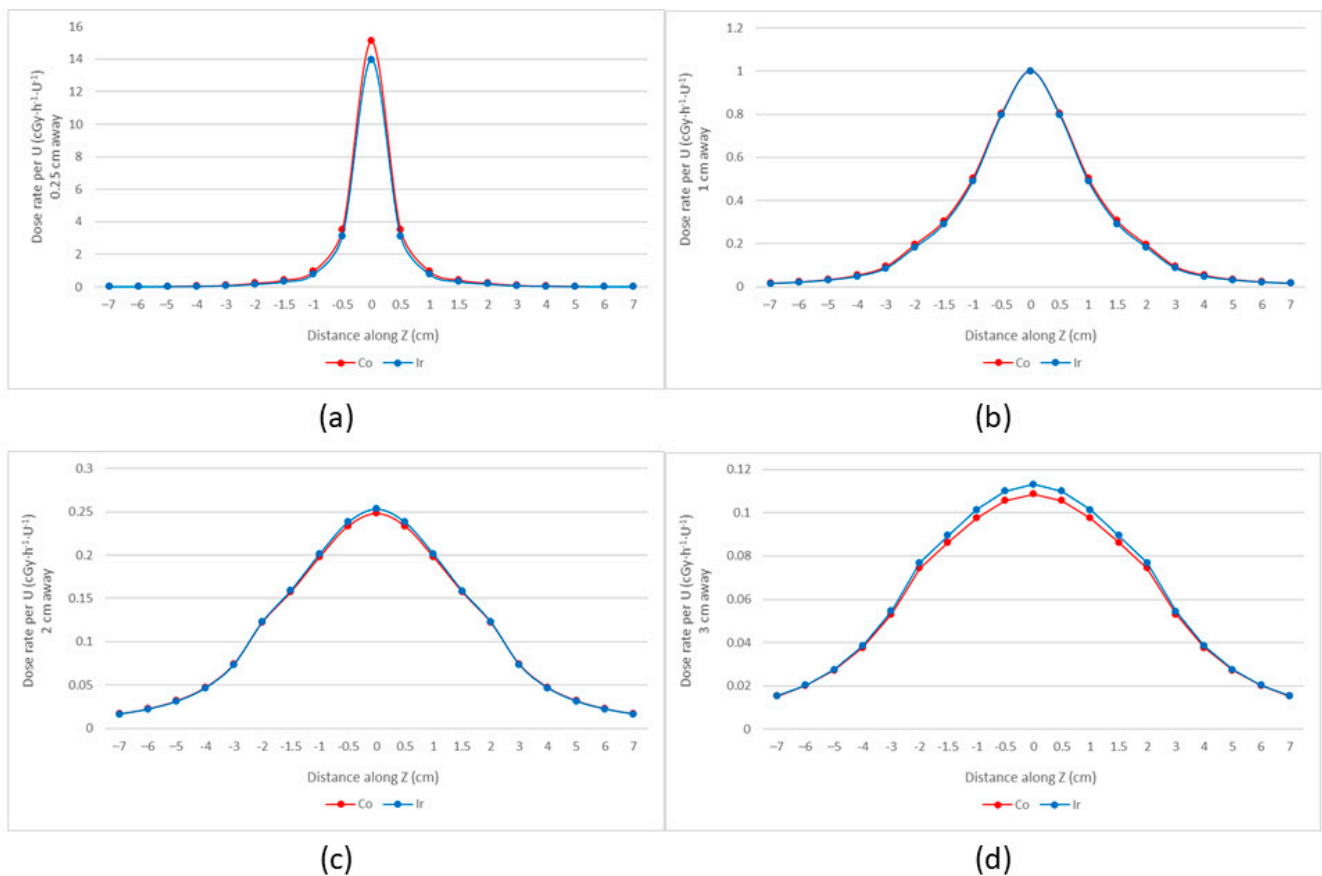 Dose rate per U (cGy·h⁻¹·U⁻¹)
0.25 cm away
16
14
12
10
8
6
4
2
0
−7 −6 −5 -4 -3 -2 -1.5 -1 -0.5 0 0.5 1 1.5 2 3 4 5 6 7
Distance along Z (cm)
Co Ir
(a)
Dose rate per U (cGy·h⁻¹·U⁻¹)
1 cm away
1.2
1
0.8
0.6
0.4
0.2
0
−7 −6 −5 -4 -3 -2 -1.5 -1 -0.5 0 0.5 1 1.5 2 3 4 5 6 7
Distance along Z (cm)
Co Ir
(b)
Dose rate per U (cGy·h⁻¹·U⁻¹)
2 cm away
0.3
0.25
0.2
0.15
0.1
0.05
0
−7 −6 −5 −4 -3 -2 -1.5 -1 -0.5 0 0.5 1 1.5 2 3 4 5 6 7
Distance along Z (cm)
Co Ir
(c)
Dose rate per U (cGy·h⁻¹·U⁻¹)
3 cm away
0.12
0.1
0.08
0.06
0.04
0.02
0
−7 −6 −5 −4 -3 -2 -1.5 -1 -0.5 0 0.5 1 1.5 2 3 4 5 6 7
Distance along Z (cm)
Co Ir
(d)